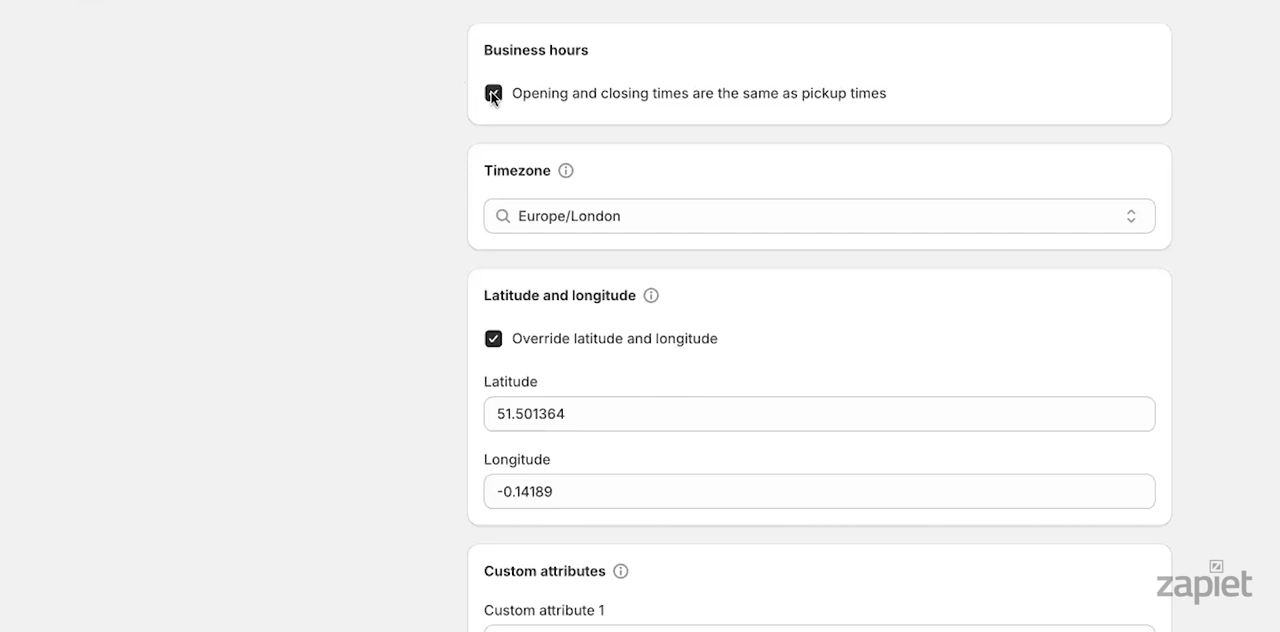 Business hours
Opening and closing times are the same as pickup times
Timezone
Europe/London
Latitude and longitude
Override latitude and longitude
Latitude
51.501364
Longitude
-0.14189
Custom attributes
Custom attribute 1
zapiet